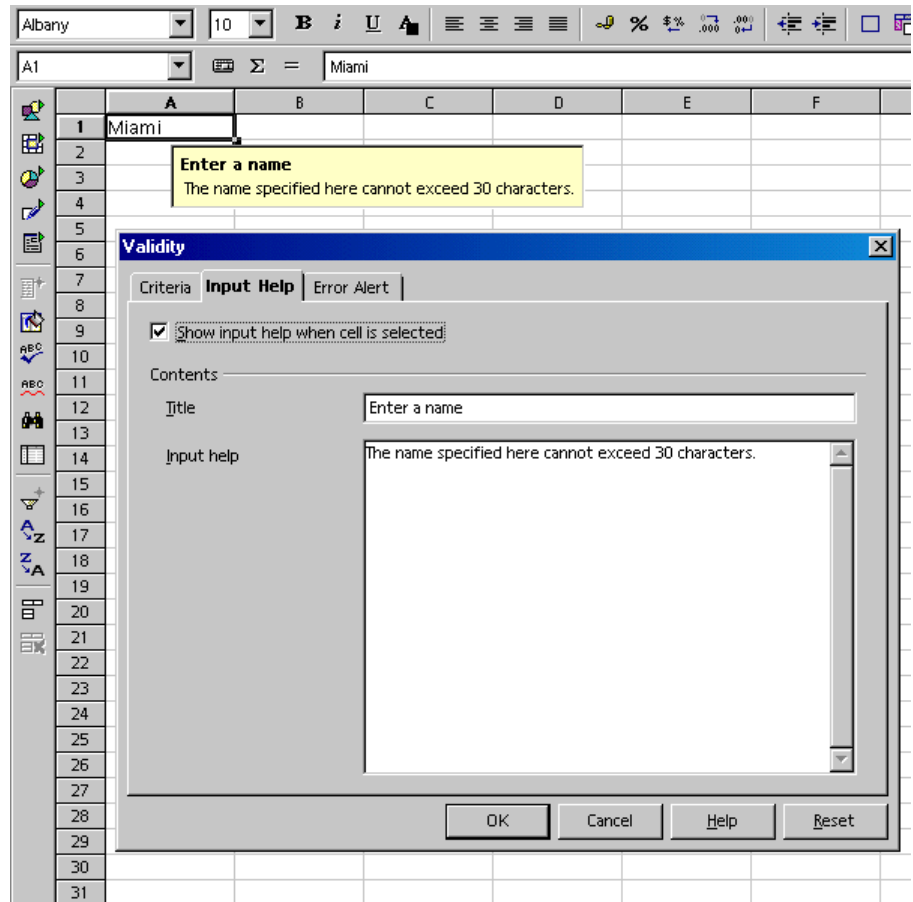 Albany 10 B i U A % $% .000 .000
A1 Σ = Miami
A B C D E F
1 Miami
2
Enter a name
3
The name specified here cannot exceed 30 characters.
4
5
6
Validity
7
Criteria Input Help Error Alert
8
9
Show input help when cell is selected
10
ABC
11
Contents
ABC
12
Title Enter a name
13
14
Input help The name specified here cannot exceed 30 characters.
15
16
17
A Z
18
Z A
19
20
21
22
23
24
25
26
27
28
OK Cancel Help Reset
29
30
31